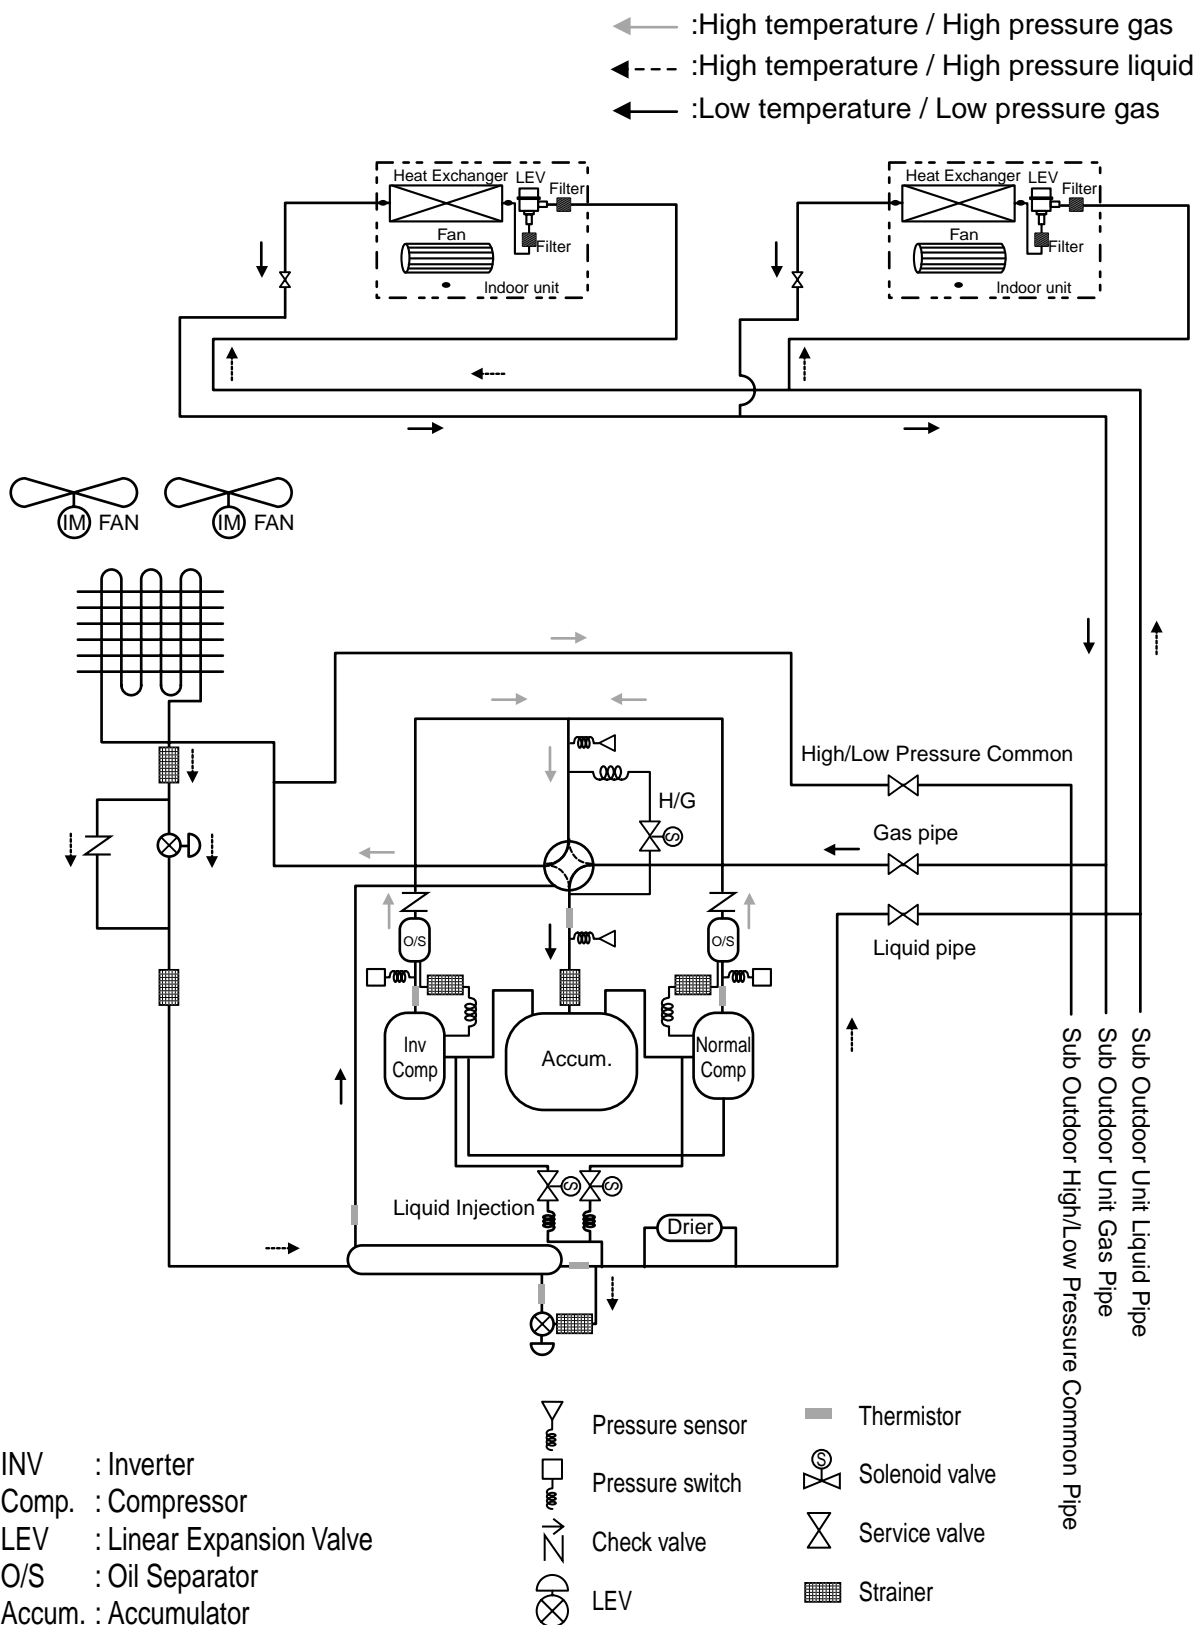 :High temperature / High pressure gas
:High temperature / High pressure liquid
:Low temperature / Low pressure gas
Heat Exchanger LEV
Filter
Fan
Filter
Indoor unit
Heat Exchanger LEV
Filter
Fan
Filter
Indoor unit
IM FAN
IM FAN
High/Low Pressure Common
H/G
S
Gas pipe
O/S
O/S
Liquid pipe
Inv
Comp
Accum.
Normal
Comp
Sub Outdoor High/Low Pressure Common Pipe
Sub Outdoor Unit Gas Pipe
Sub Outdoor Unit Liquid Pipe
S
S
Liquid Injection
Drier
INV : Inverter
Comp. : Compressor
LEV : Linear Expansion Valve
O/S : Oil Separator
Accum. : Accumulator
Pressure sensor
Pressure switch
Check valve
LEV
Thermistor
S
Solenoid valve
Service valve
Strainer